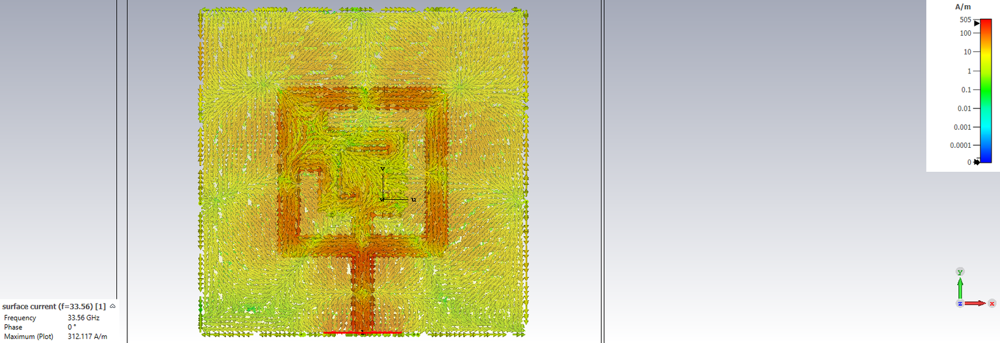 A/m
505
100
10
1
0.1
0.01
0.001
0.0001
0
v
u
surface current (f=33.56) [1]
Frequency 33.56 GHz
Phase 0 °
Maximum (Plot) 312.117 A/m
Y
z x